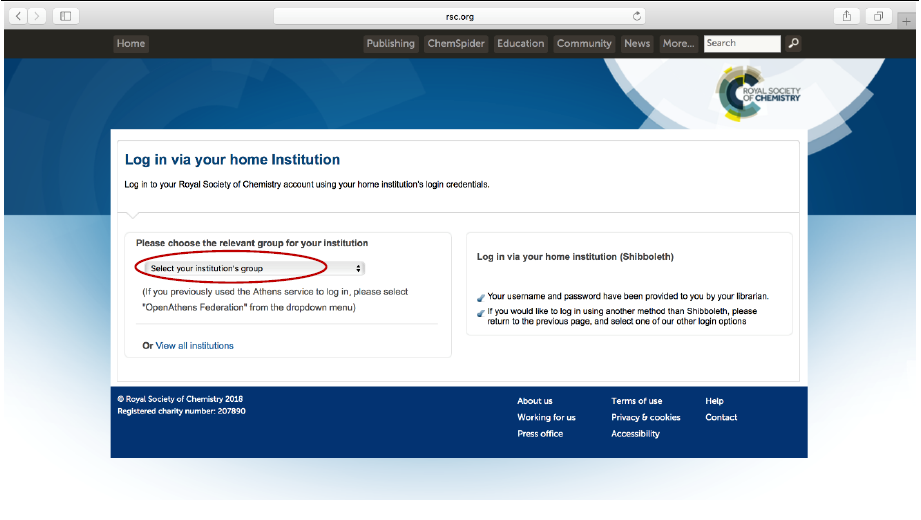 rsc.org
Home Publishing ChemSpider Education Community News More... Search
ROYAL SOCIETY
OF CHEMISTRY
Log in via your home Institution
Log in to your Royal Society of Chemistry account using your home institution's login credentials.
Please choose the relevant group for your institution
Select your institution's group
(If you previously used the Athens service to log in, please select
"OpenAthens Federation" from the dropdown menu)
Or View all institutions
Log in via your home institution (Shibboleth)
Your username and password have been provided to you by your librarian.
If you would like to log in using another method than Shibboleth, please
return to the previous page, and select one of our other login options
© Royal Society of Chemistry 2018
Registered charity number: 207890
About us Terms of use Help
Working for us Privacy & cookies Contact
Press office Accessibility